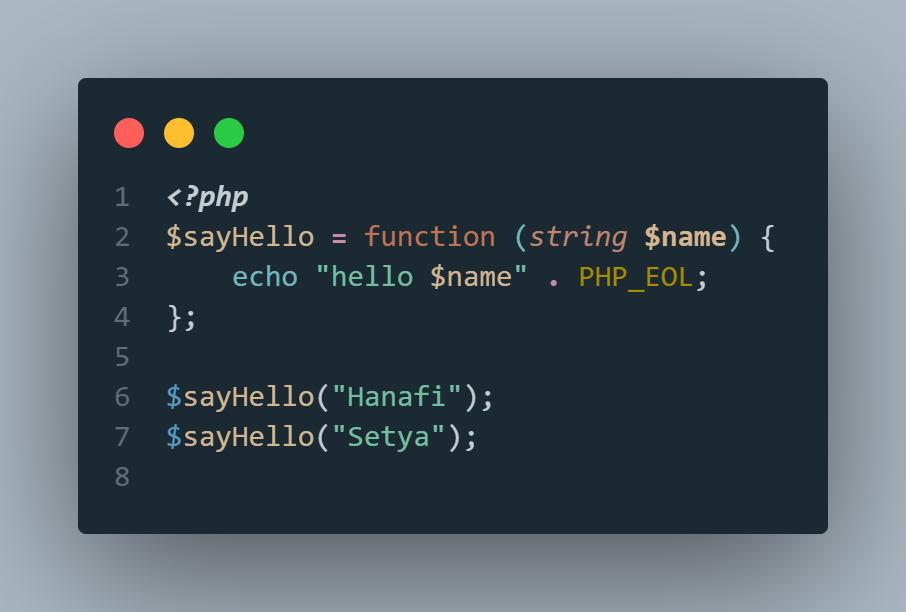 1 <?php
2 $sayHello = function (string $name) {
3     echo "hello $name" . PHP_EOL;
4 };
5
6 $sayHello("Hanafi");
7 $sayHello("Setya");
8